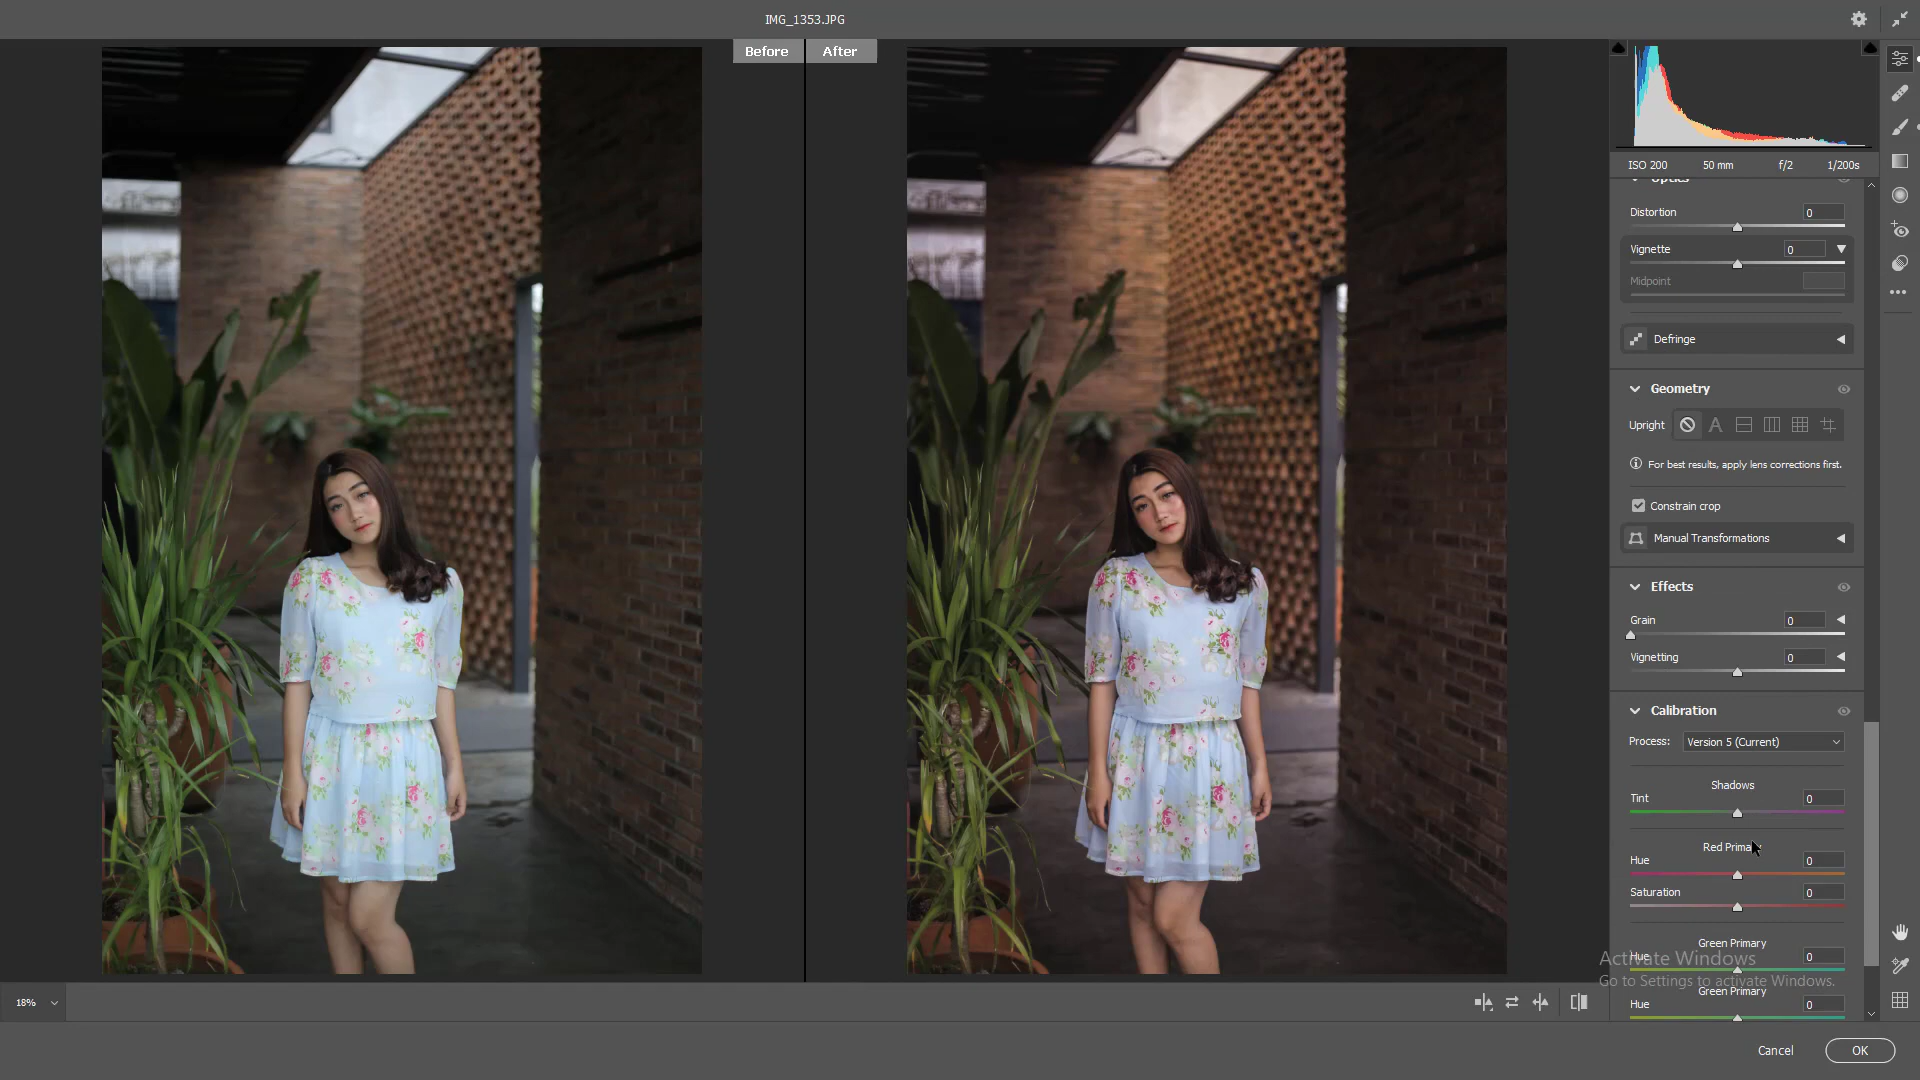 IMG_1353.JPG
Before
After
ISO 200 50 mm f/2 1/200s
Optics
Distortion 0
Vignette 0
Midpoint
Defringe
Geometry
Upright A
For best results, apply lens corrections first.
Constrain crop
Manual Transformations
Effects
Grain 0
Vignetting 0
Calibration
Process: Version 5 (Current)
Shadows
Tint 0
Red Primary
Hue 0
Saturation 0
Green Primary
Hue 0
Activate Windows
Go to Settings to activate Windows.
Green Primary
Hue 0
18%
Cancel
OK